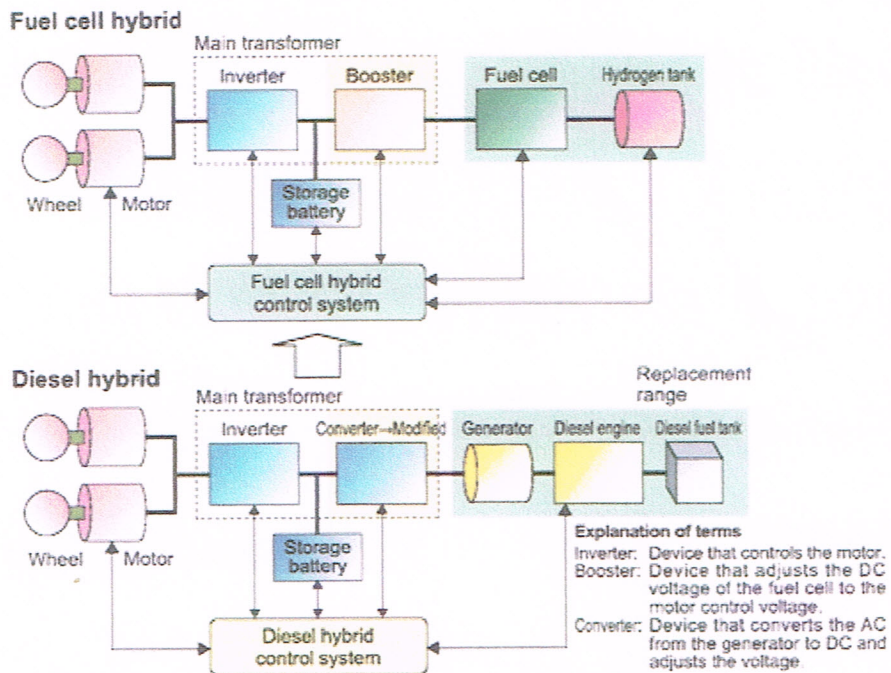 Fuel cell hybrid
Main transformer
Inverter
Booster
Fuel cell
Hydrogen tank
Storage
battery
Wheel
Motor
Fuel cell hybrid
control system
Diesel hybrid
Replacement
range
Main transformer
Inverter
Converter→Modified
Generator
Diesel engine
Diesel fuel tank
Storage
battery
Wheel
Motor
Diesel hybrid
control system
Explanation of terms
Inverter: Device that controls the motor.
Booster: Device that adjusts the DC
voltage of the fuel cell to the
motor control voltage.
Converter: Device that converts the AC
from the generator to DC and
adjusts the voltage.